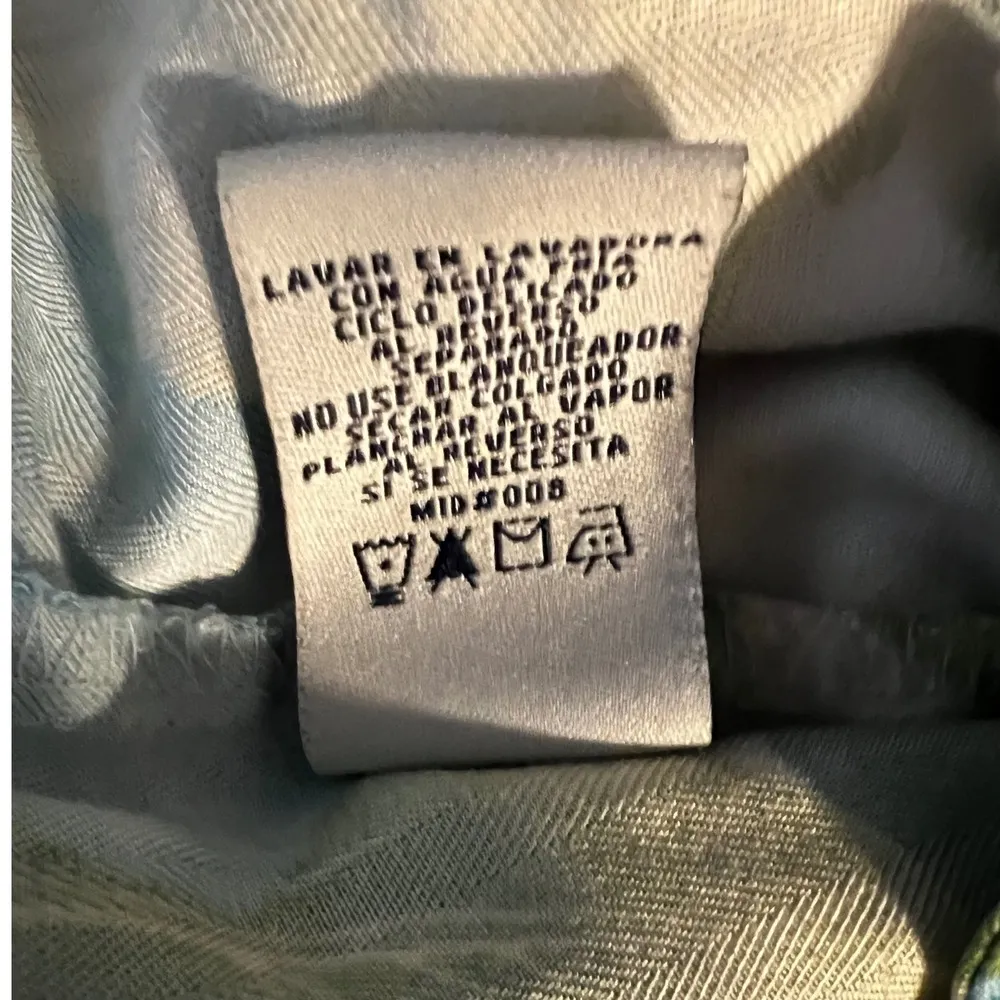 LAVAR EN LAVADORA
CON AGUA FRIA
CICLO DELICADO
AL REVERSO
SEPARADO
NO USE BLANQUEADOR
SECAR COLGADO
PLANCHAR AL VAPOR
AL REVERSO
SI SE NECESITA
MID#008